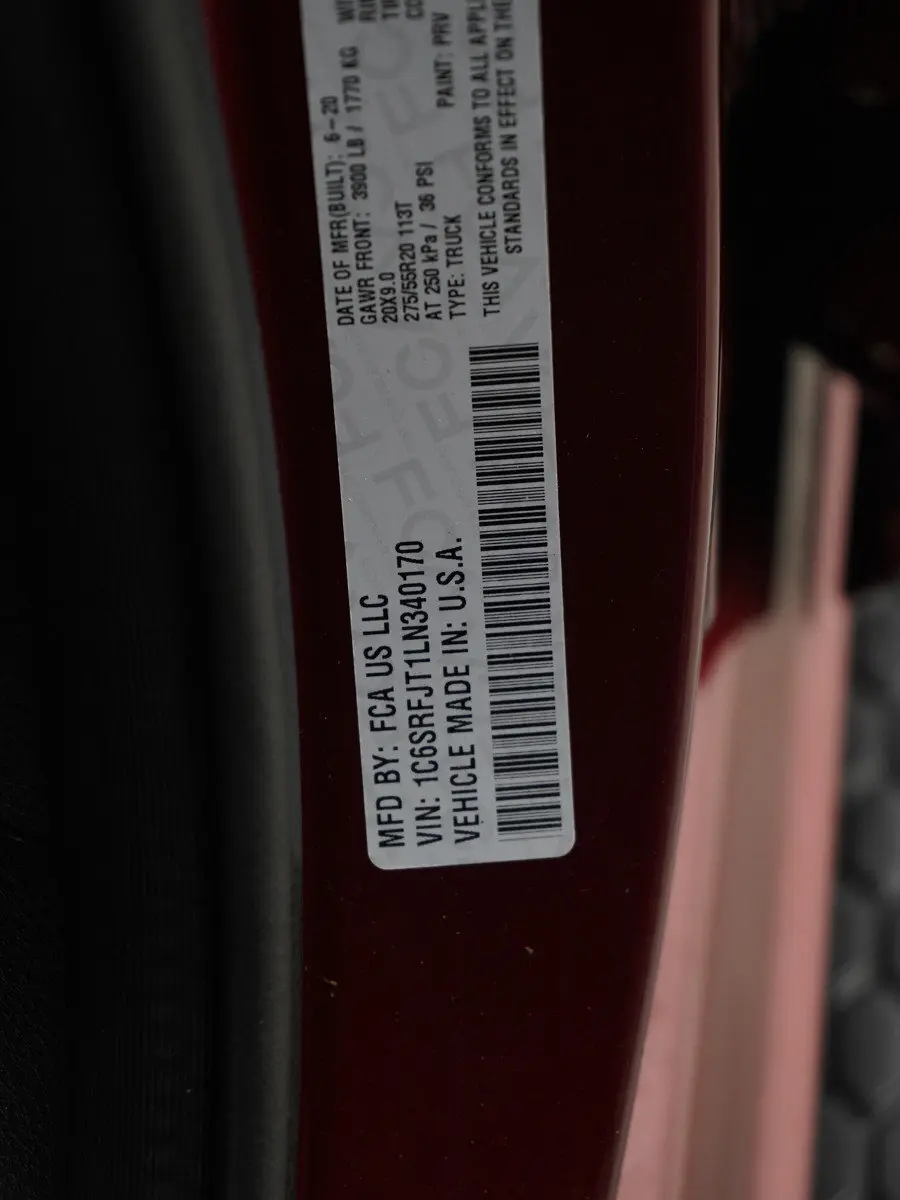 MFD BY: FCA US LLC
VIN: 1C6SRFJT1LN340170
VEHICLE MADE IN: U.S.A.
DATE OF MFR(BUILT): 6-20
GAWR FRONT: 3900 LB / 1770 KG
20X9.0
275/55R20 113T
AT 250 kPa / 36 PSI
TYPE: TRUCK
PAINT: PRV
THIS VEHICLE CONFORMS TO ALL
STANDARDS IN EFFECT ON THE